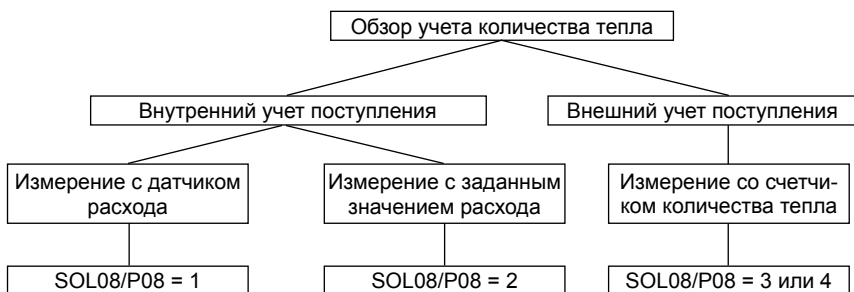 Обзор учета количества тепла
Внутренний учет поступления
Внешний учет поступления
Измерение с датчиком
расхода
Измерение с заданным
значением расхода
Измерение со счетчи-
ком количества тепла
SOL08/P08 = 1
SOL08/P08 = 2
SOL08/P08 = 3 или 4